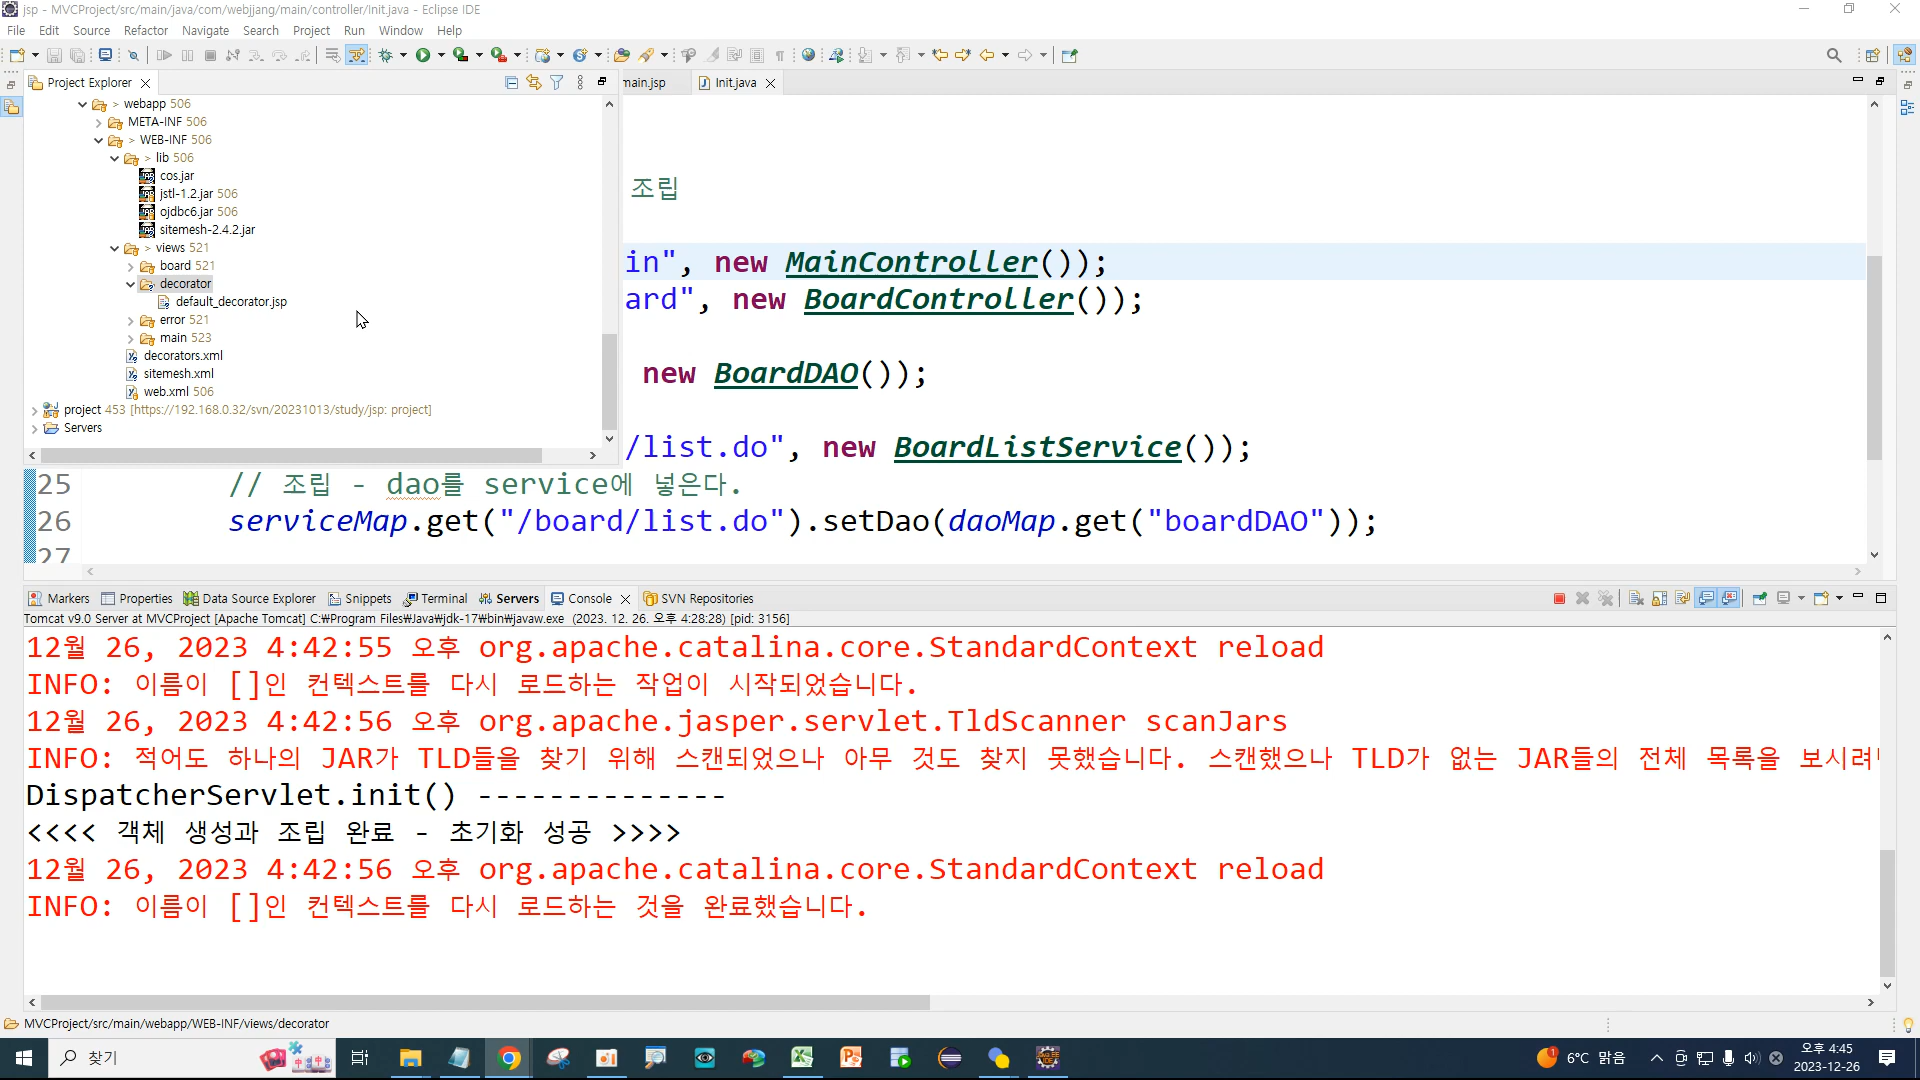 jsp - MVCProject/src/main/java/com/webjjang/main/controller/Init.java - Eclipse IDE
File Edit Source Refactor Navigate Search Project Run Window Help
Project Explorer
main.jsp
Init.java
> webapp 506
META-INF 506
> WEB-INF 506
> lib 506
cos.jar
jstl-1.2.jar 506
ojdbc6.jar 506
sitemesh-2.4.2.jar
> views 521
board 521
decorator
default_decorator.jsp
error 521
main 523
decorators.xml
sitemesh.xml
web.xml 506
project 453 [https://192.168.0.32/svn/20231013/study/jsp: project]
Servers
조립
in", new MainController());
ard", new BoardController());
new BoardDAO());
/list.do", new BoardListService());
25 // 조립 - dao를 service에 넣은다.
26 serviceMap.get("/board/list.do").setDao(daoMap.get("boardDAO"));
27
Markers Properties Data Source Explorer Snippets Terminal Servers Console SVN Repositories
Tomcat v9.0 Server at MVCProject [Apache Tomcat] C:₩Program Files₩Java₩jdk-17₩bin₩javaw.exe (2023. 12. 26. 오후 4:28:28) [pid: 3156]
12월 26, 2023 4:42:55 오후 org.apache.catalina.core.StandardContext reload
INFO: 이름이 []인 컨텍스트를 다시 로드하는 작업이 시작되었습니다.
12월 26, 2023 4:42:56 오후 org.apache.jasper.servlet.TldScanner scanJars
INFO: 적어도 하나의 JAR가 TLD들을 찾기 위해 스캔되었으나 아무 것도 찾지 못했습니다. 스캔했으나 TLD가 없는 JAR들의 전체 목록을 보시려
DispatcherServlet.init() --------------
<<<< 객체 생성과 조립 완료 - 초기화 성공 >>>>
12월 26, 2023 4:42:56 오후 org.apache.catalina.core.StandardContext reload
INFO: 이름이 []인 컨텍스트를 다시 로드하는 것을 완료했습니다.
MVCProject/src/main/webapp/WEB-INF/views/decorator
찾기
6°C 맑음
오후 4:45
2023-12-26